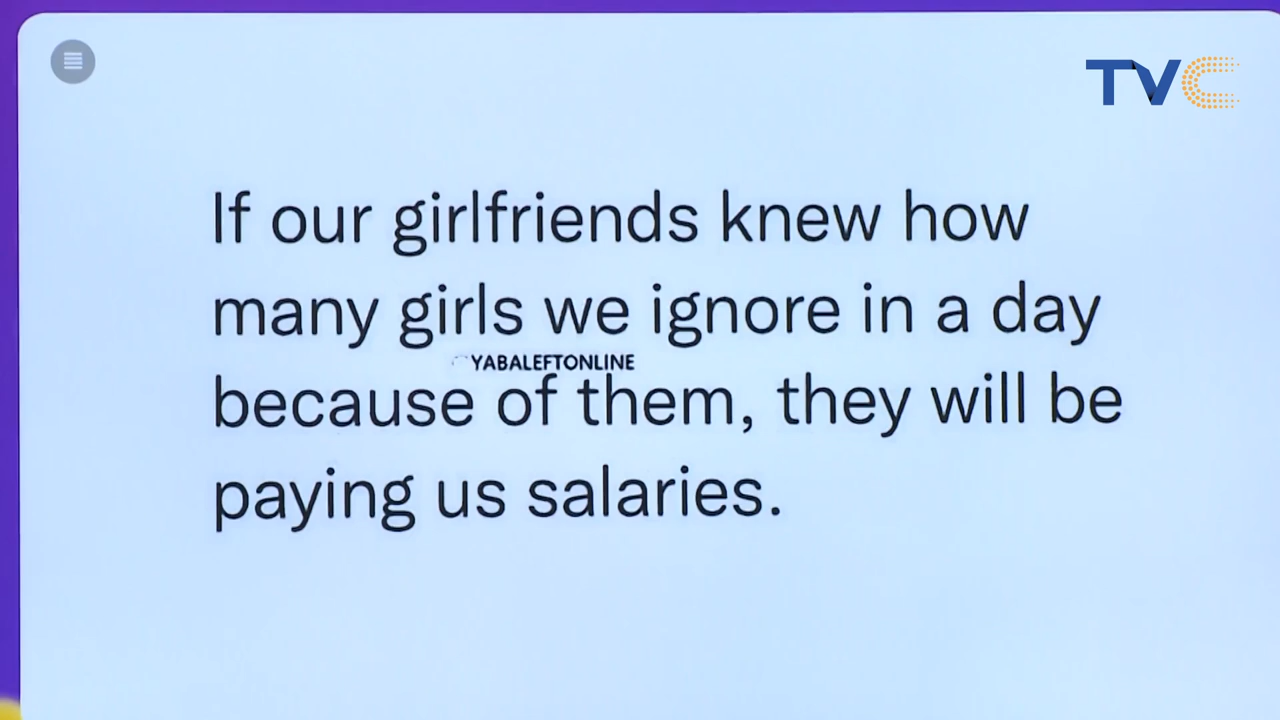 TVC
If our girlfriends knew how
many girls we ignore in a day
YABALEFTONLINE
because of them, they will be
paying us salaries.